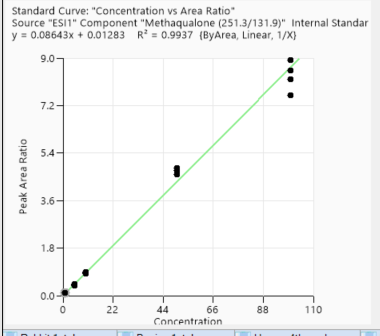 Standard Curve: "Concentration vs Area Ratio"
Source "ESI1" Component "Methaqualone (251.3/131.9)" Internal Standar
y = 0.08643x + 0.01283 R² = 0.9937 {ByArea, Linear, 1/X}
9.0
7.2
5.4
3.6
1.8
0.0
Peak Area Ratio
0 22 44 66 88 110
Concentration